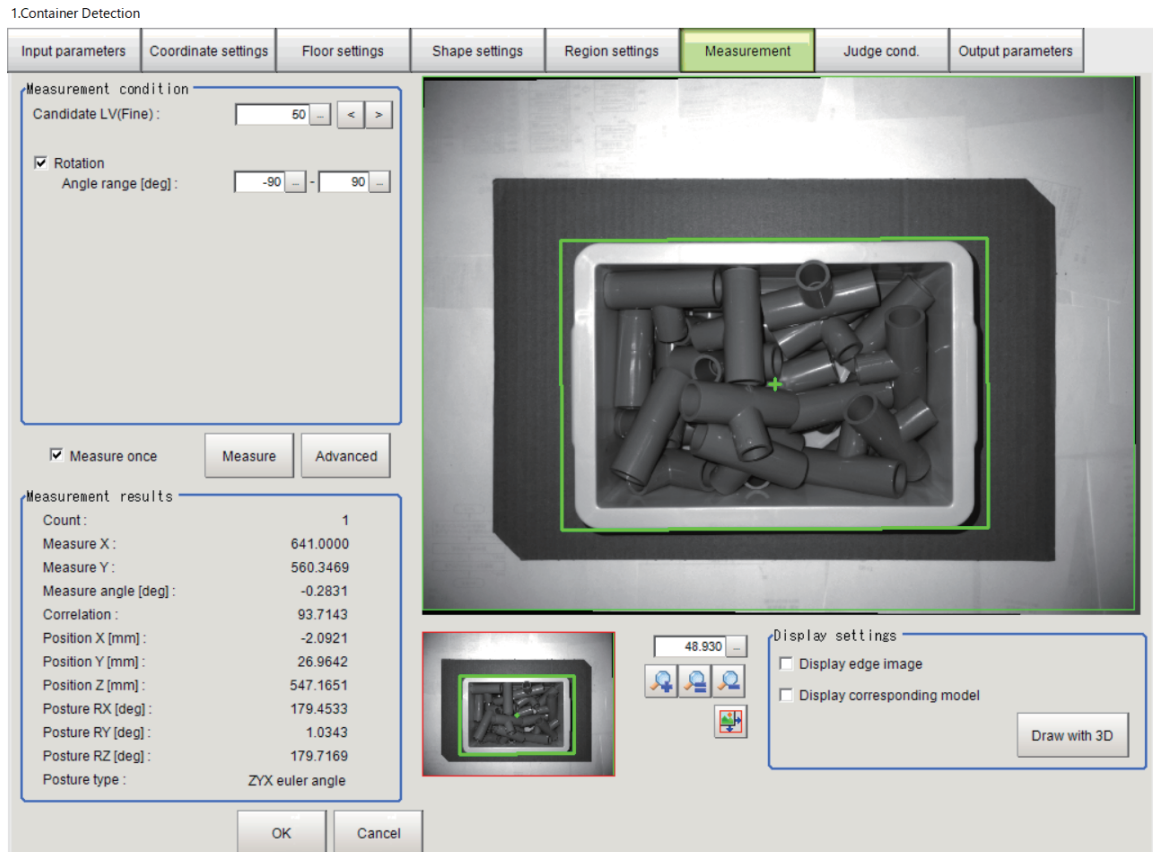 1.Container Detection
Input parameters Coordinate settings Floor settings Shape settings Region settings Measurement Judge cond. Output parameters
Measurement condition
Candidate LV(Fine) : 50 ... < >
Rotation
Angle range [deg] : -90 ... - 90 ...
Measure once Measure Advanced
Measurement results
Count : 1
Measure X : 641.0000
Measure Y : 560.3469
Measure angle [deg] : -0.2831
Correlation : 93.7143
Position X [mm] : -2.0921
Position Y [mm] : 26.9642
Position Z [mm] : 547.1651
Posture RX [deg] : 179.4533
Posture RY [deg] : 1.0343
Posture RZ [deg] : 179.7169
Posture type : ZYX euler angle
OK Cancel
48.930 ...
Display settings
Display edge image
Display corresponding model
Draw with 3D